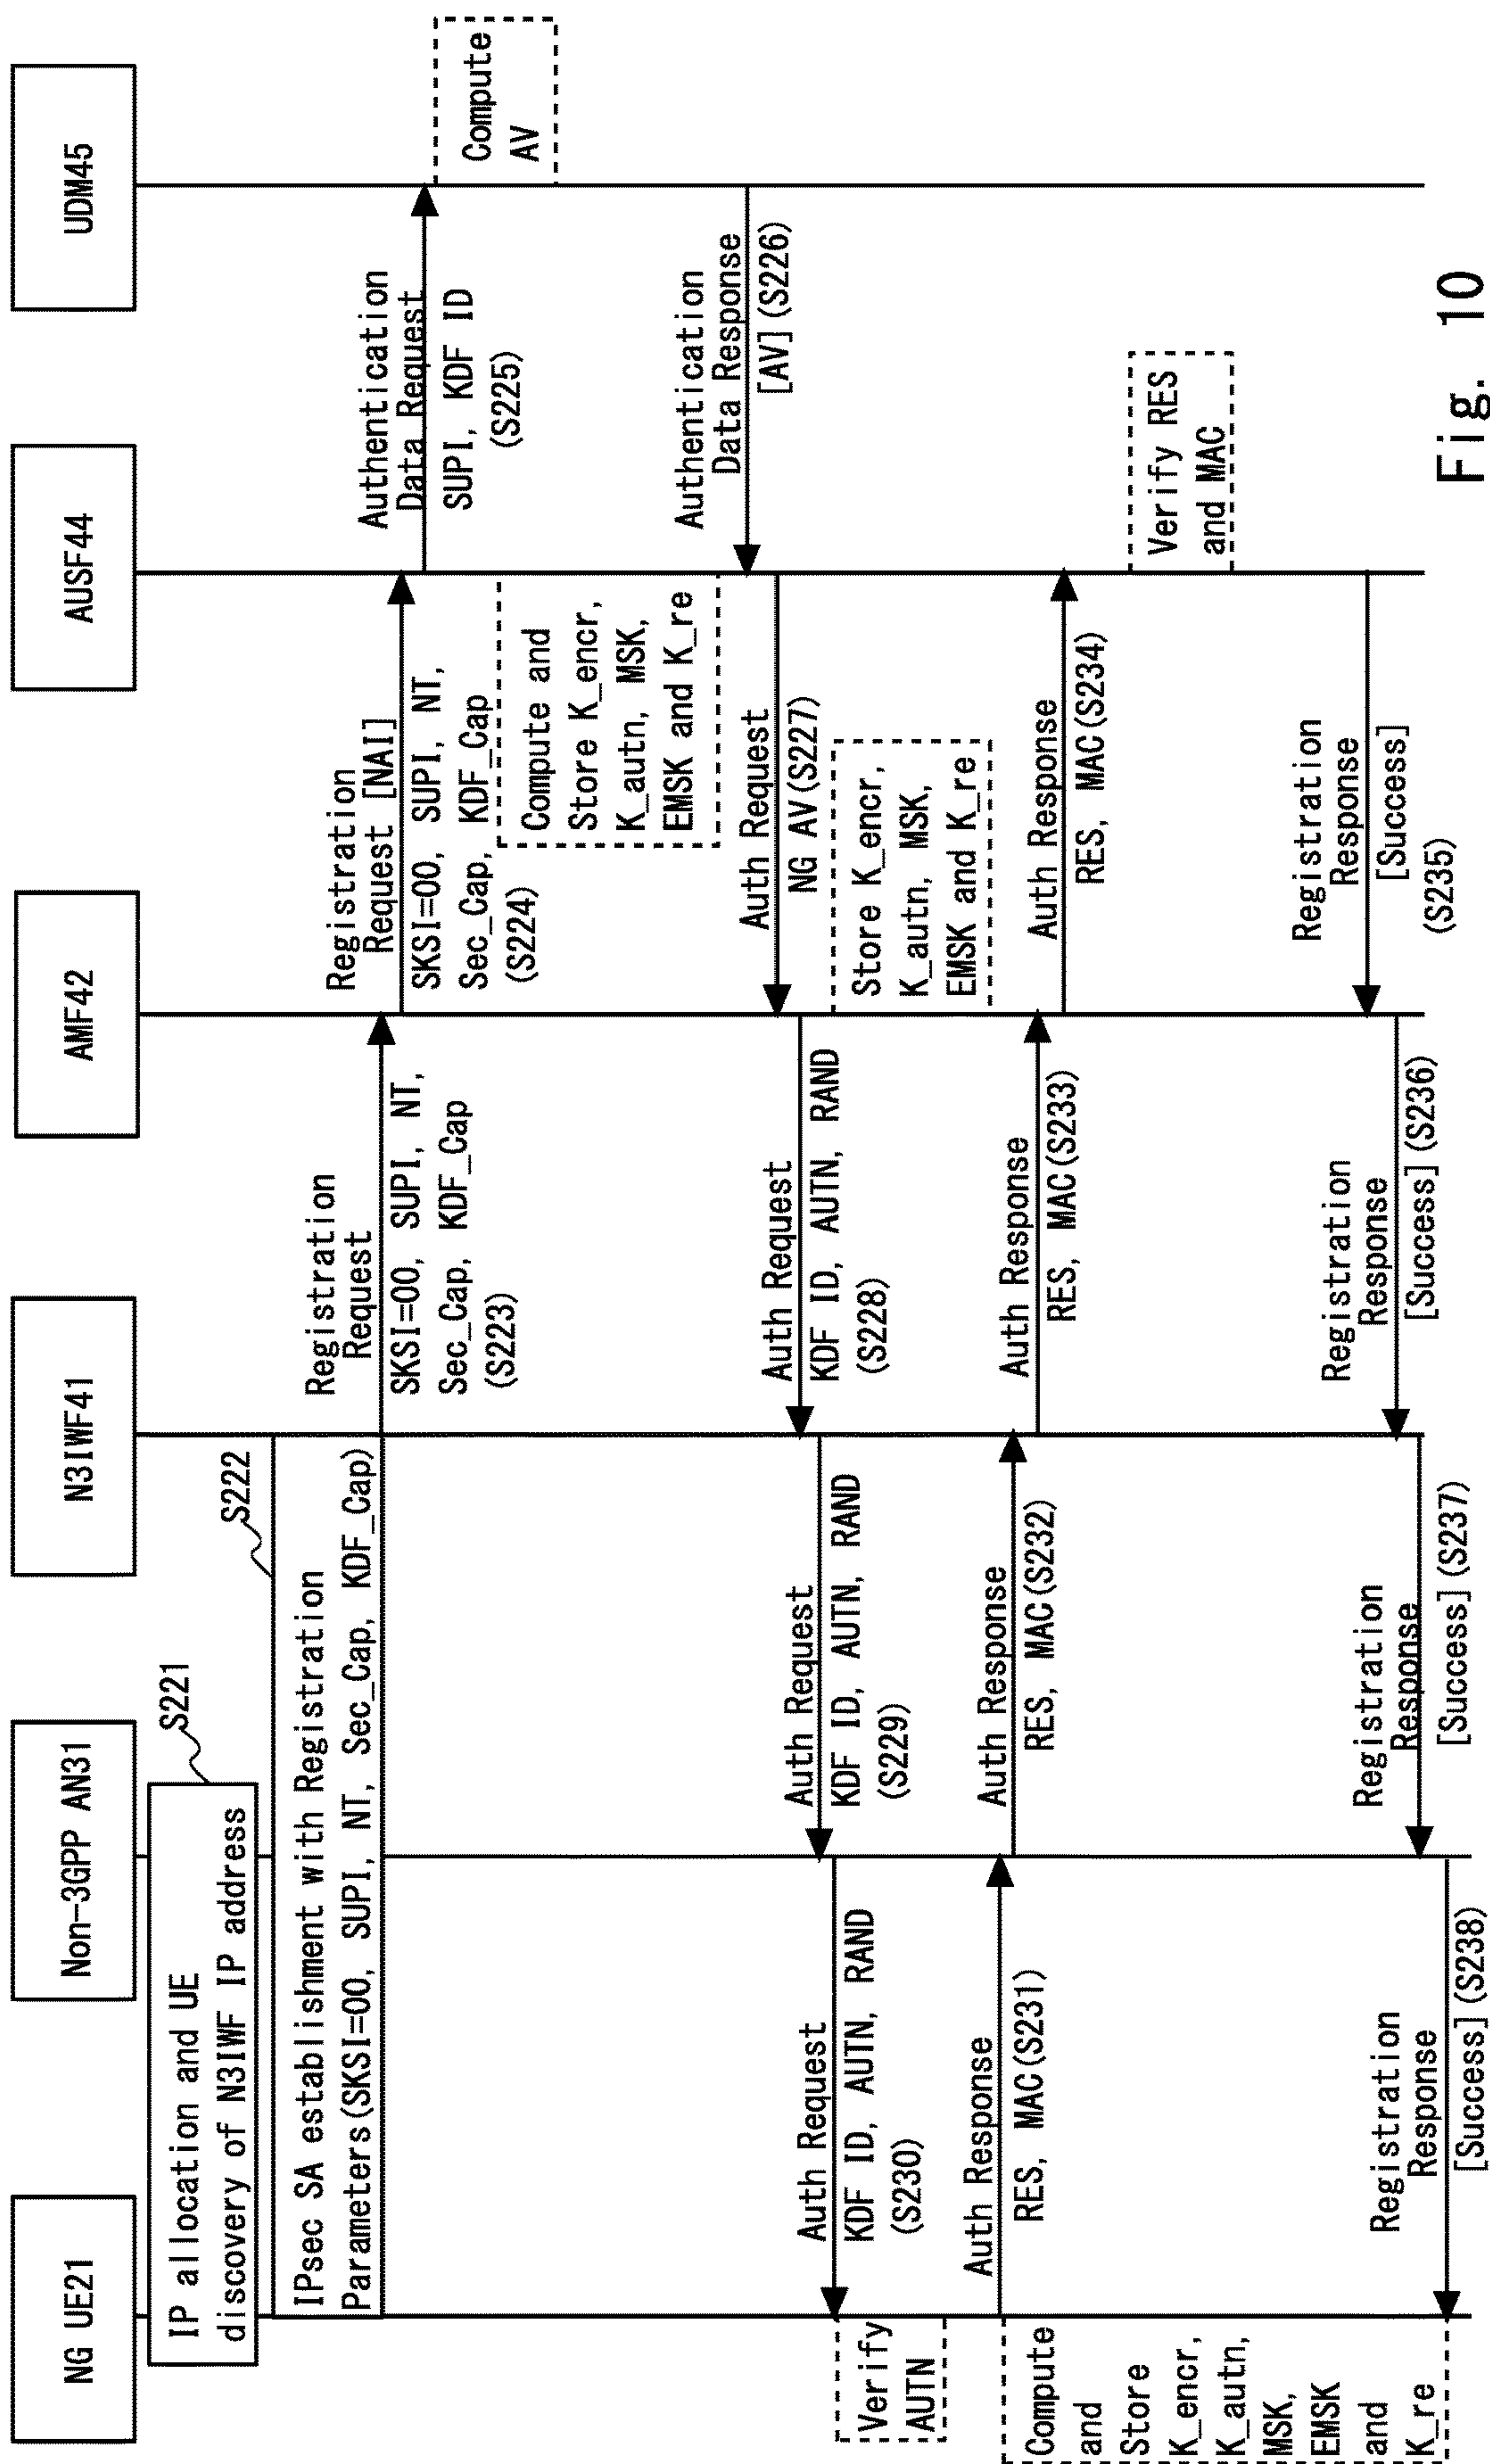 NG UE21
Non-3GPP AN31
N3IWF41
AMF42
AUSF44
UDM45
IP allocation and UE
discovery of N3IWF IP address
S221
S222
IPsec SA establishment with Registration
Parameters(SKSI=00, SUPI, NT, Sec_Cap, KDF_Cap)
Registration
Request
SKSI=00, SUPI, NT,
Sec_Cap, KDF_Cap
(S223)
Registration
Request [NAI]
SKSI=00, SUPI, NT,
Sec_Cap, KDF_Cap
(S224)
Authentication
Data Request
SUPI, KDF ID
(S225)
Compute
AV
Authentication
Data Response
[AV](S226)
Compute and
Store K_encr,
K_autn, MSK,
EMSK and K_re
Auth Request
NG AV(S227)
Store K_encr,
K_autn, MSK,
EMSK and K_re
Auth Request
KDF ID, AUTN, RAND
(S228)
Auth Request
KDF ID, AUTN, RAND
(S229)
Auth Request
KDF ID, AUTN, RAND
(S230)
Verify
AUTN
Auth Response
RES, MAC(S231)
Compute
and
Store
K_encr,
K_autn,
MSK,
EMSK
and
K_re
Auth Response
RES, MAC(S232)
Auth Response
RES, MAC(S233)
Auth Response
RES, MAC(S234)
Verify RES
and MAC
Registration
Response
[Success]
(S235)
Registration
Response
[Success](S236)
Registration
Response
[Success](S237)
Registration
Response
[Success](S238)
Fig. 10